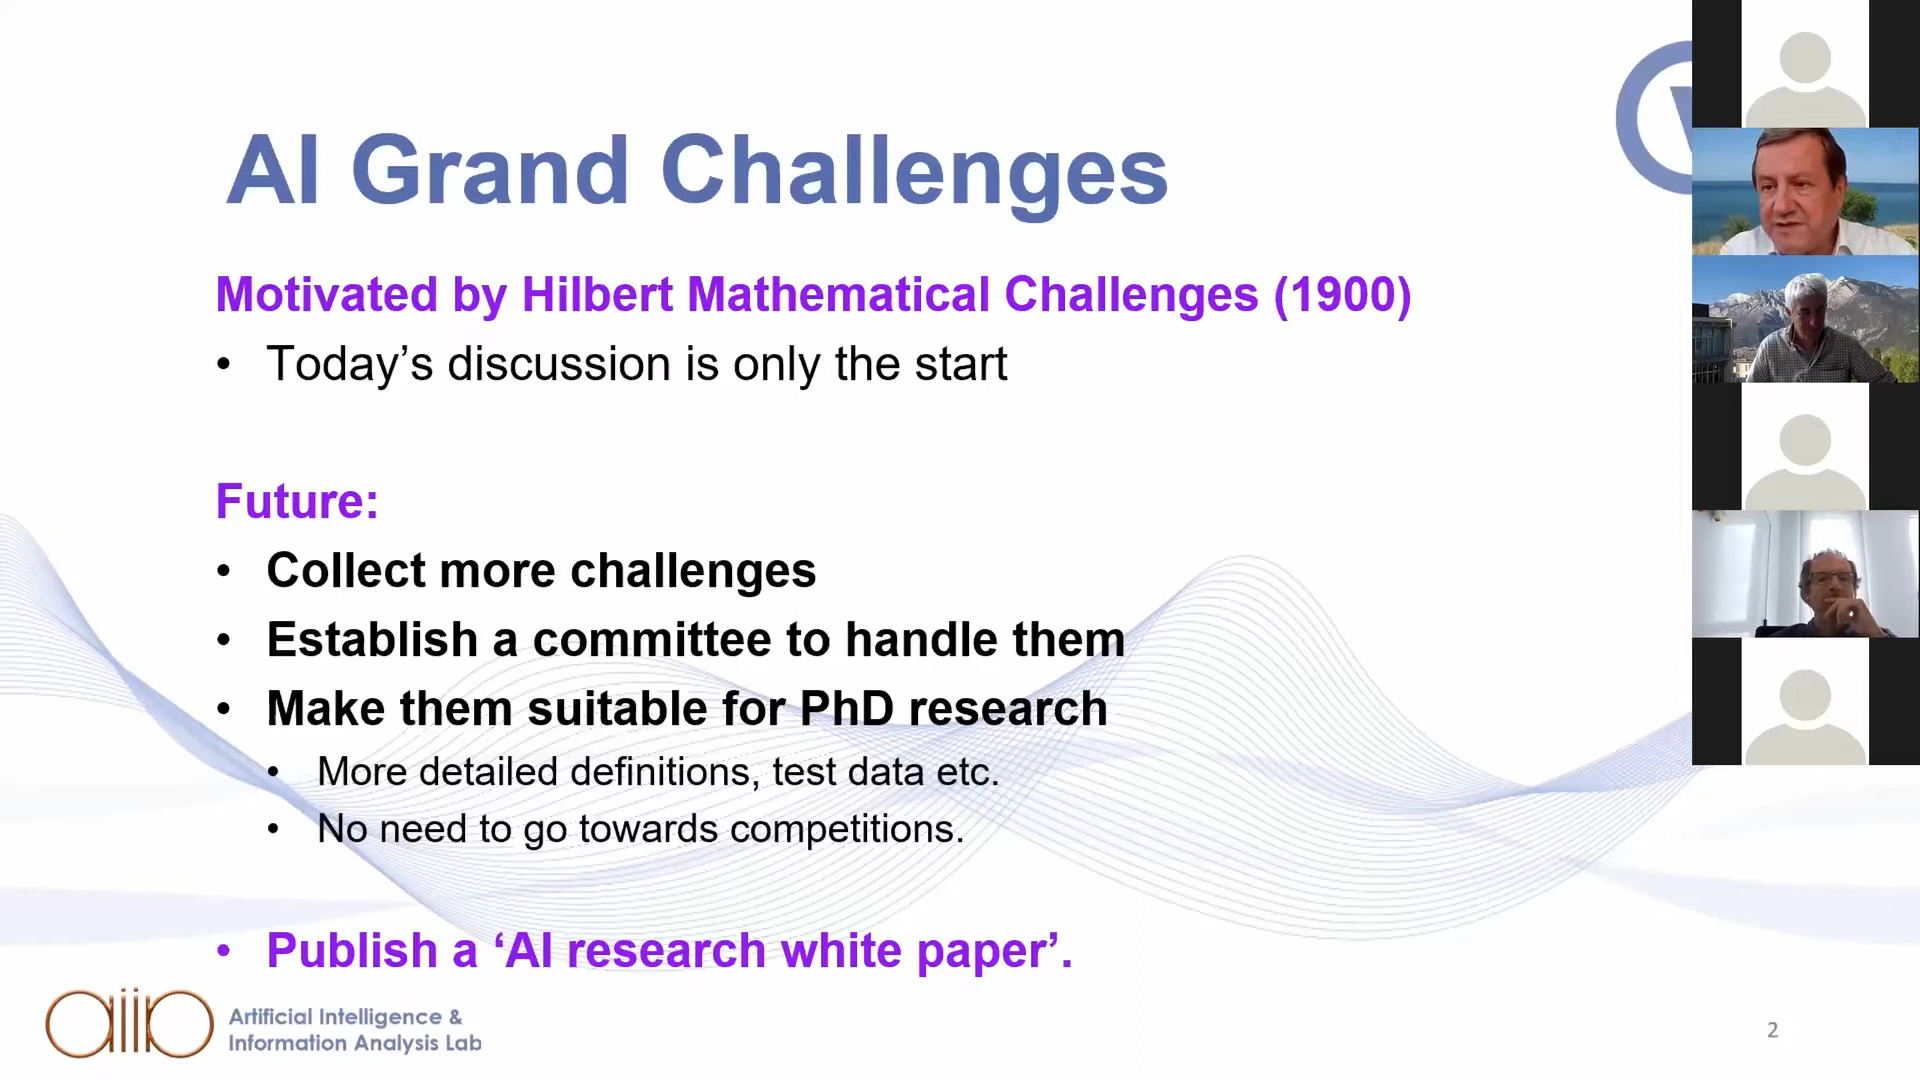 AI Grand Challenges
Motivated by Hilbert Mathematical Challenges (1900)
• Today’s discussion is only the start
Future:
• Collect more challenges
• Establish a committee to handle them
• Make them suitable for PhD research
• More detailed definitions, test data etc.
• No need to go towards competitions.
• Publish a ‘AI research white paper’.
aiia
Artificial Intelligence &
Information Analysis Lab
2